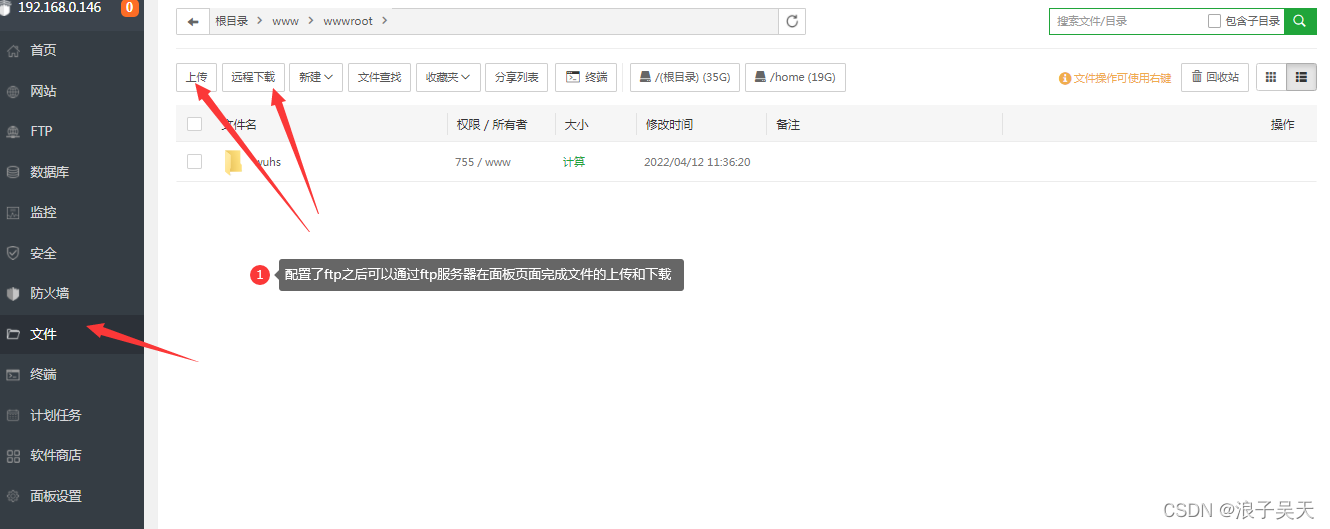 192.168.0.146 0
首页
网站
FTP
数据库
监控
安全
防火墙
文件
终端
计划任务
软件商店
面板设置
根目录 > www > wwwroot >
搜索文件/目录 包含子目录
上传 远程下载 新建 文件查找 收藏夹 分享列表 终端 /(根目录) (35G) /home (19G) 文件操作可使用右键 回收站
文件名 权限 / 所有者 大小 修改时间 备注 操作
wuhs 755 / www 计算 2022/04/12 11:36:20
1 配置了ftp之后可以通过ftp服务器在面板页面完成文件的上传和下载
CSDN @浪子吴天